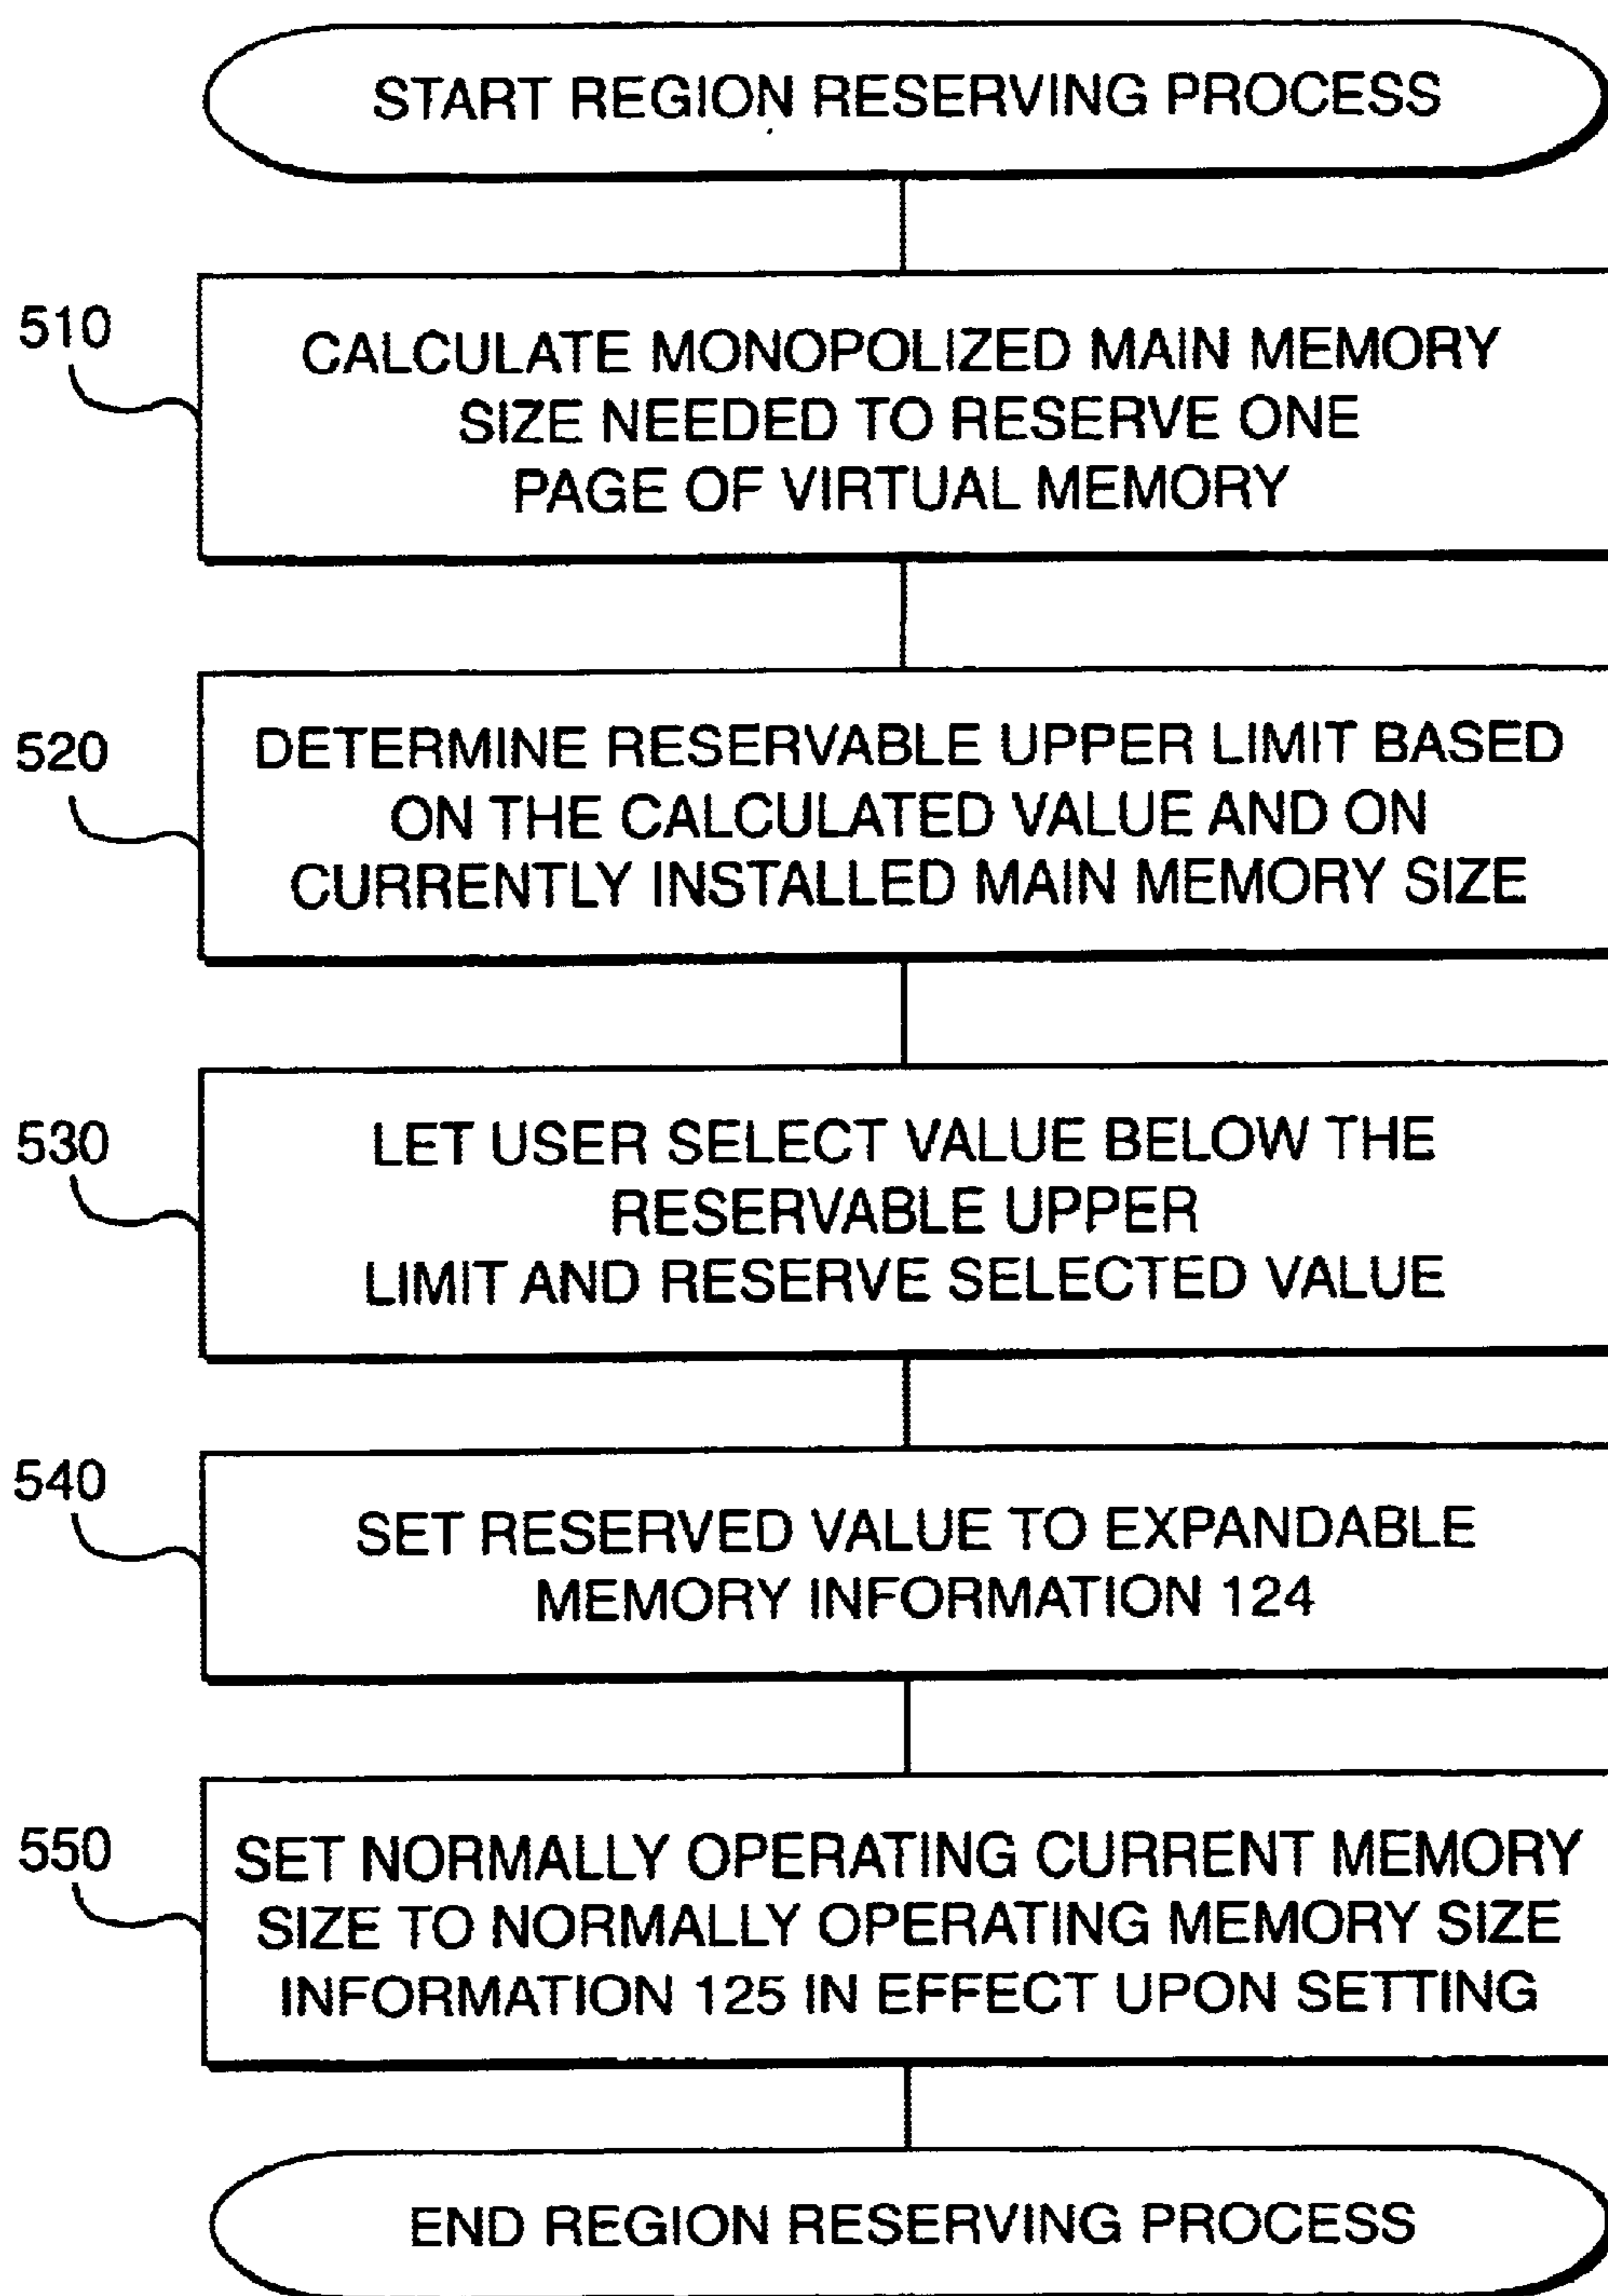 START REGION RESERVING PROCESS
510
CALCULATE MONOPOLIZED MAIN MEMORY
SIZE NEEDED TO RESERVE ONE
PAGE OF VIRTUAL MEMORY
520
DETERMINE RESERVABLE UPPER LIMIT BASED
ON THE CALCULATED VALUE AND ON
CURRENTLY INSTALLED MAIN MEMORY SIZE
530
LET USER SELECT VALUE BELOW THE
RESERVABLE UPPER
LIMIT AND RESERVE SELECTED VALUE
540
SET RESERVED VALUE TO EXPANDABLE
MEMORY INFORMATION 124
550
SET NORMALLY OPERATING CURRENT MEMORY
SIZE TO NORMALLY OPERATING MEMORY SIZE
INFORMATION 125 IN EFFECT UPON SETTING
END REGION RESERVING PROCESS